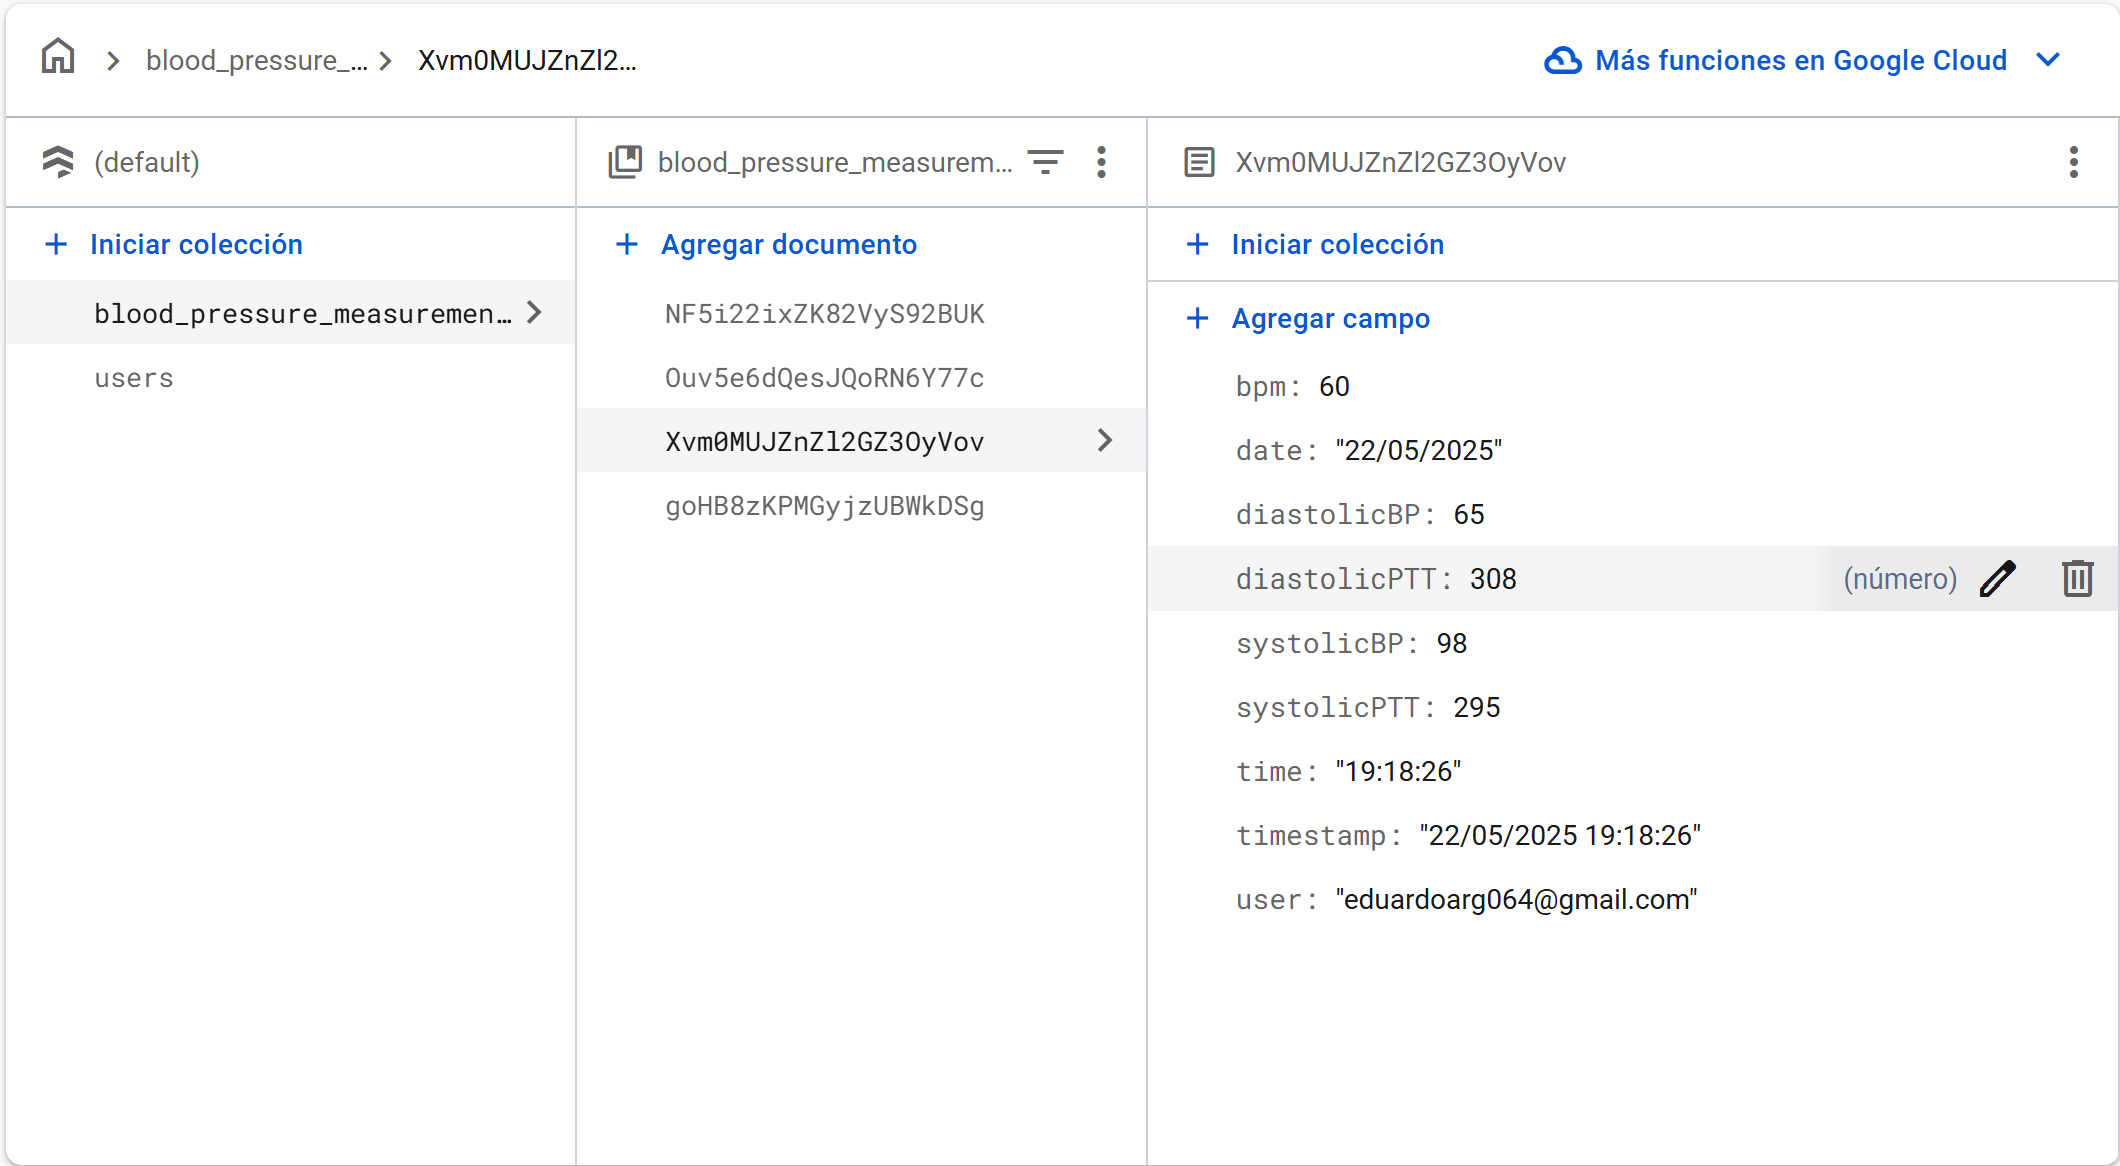 blood_pressure_... Xvm0MUJZnZl2...
Más funciones en Google Cloud
(default)
blood_pressure_measurem...
Xvm0MUJZnZl2GZ3OyVov
Iniciar colección
blood_pressure_measuremen...
users
Agregar documento
NF5i22ixZK82VyS92BUK
Ouv5e6dQesJQoRN6Y77c
Xvm0MUJZnZl2GZ3OyVov
goHB8zKPMGyjzUBWkDSg
Iniciar colección
Agregar campo
bpm: 60
date: "22/05/2025"
diastolicBP: 65
diastolicPTT: 308 (número)
systolicBP: 98
systolicPTT: 295
time: "19:18:26"
timestamp: "22/05/2025 19:18:26"
user: "eduardoarg064@gmail.com"